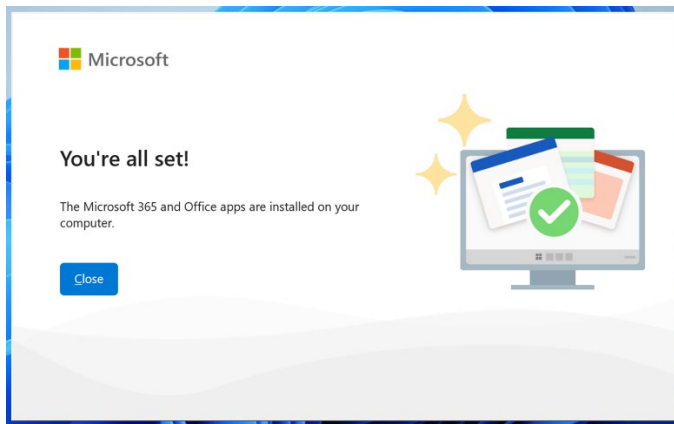 Microsoft
You're all set!
The Microsoft 365 and Office apps are installed on your
computer.
Close